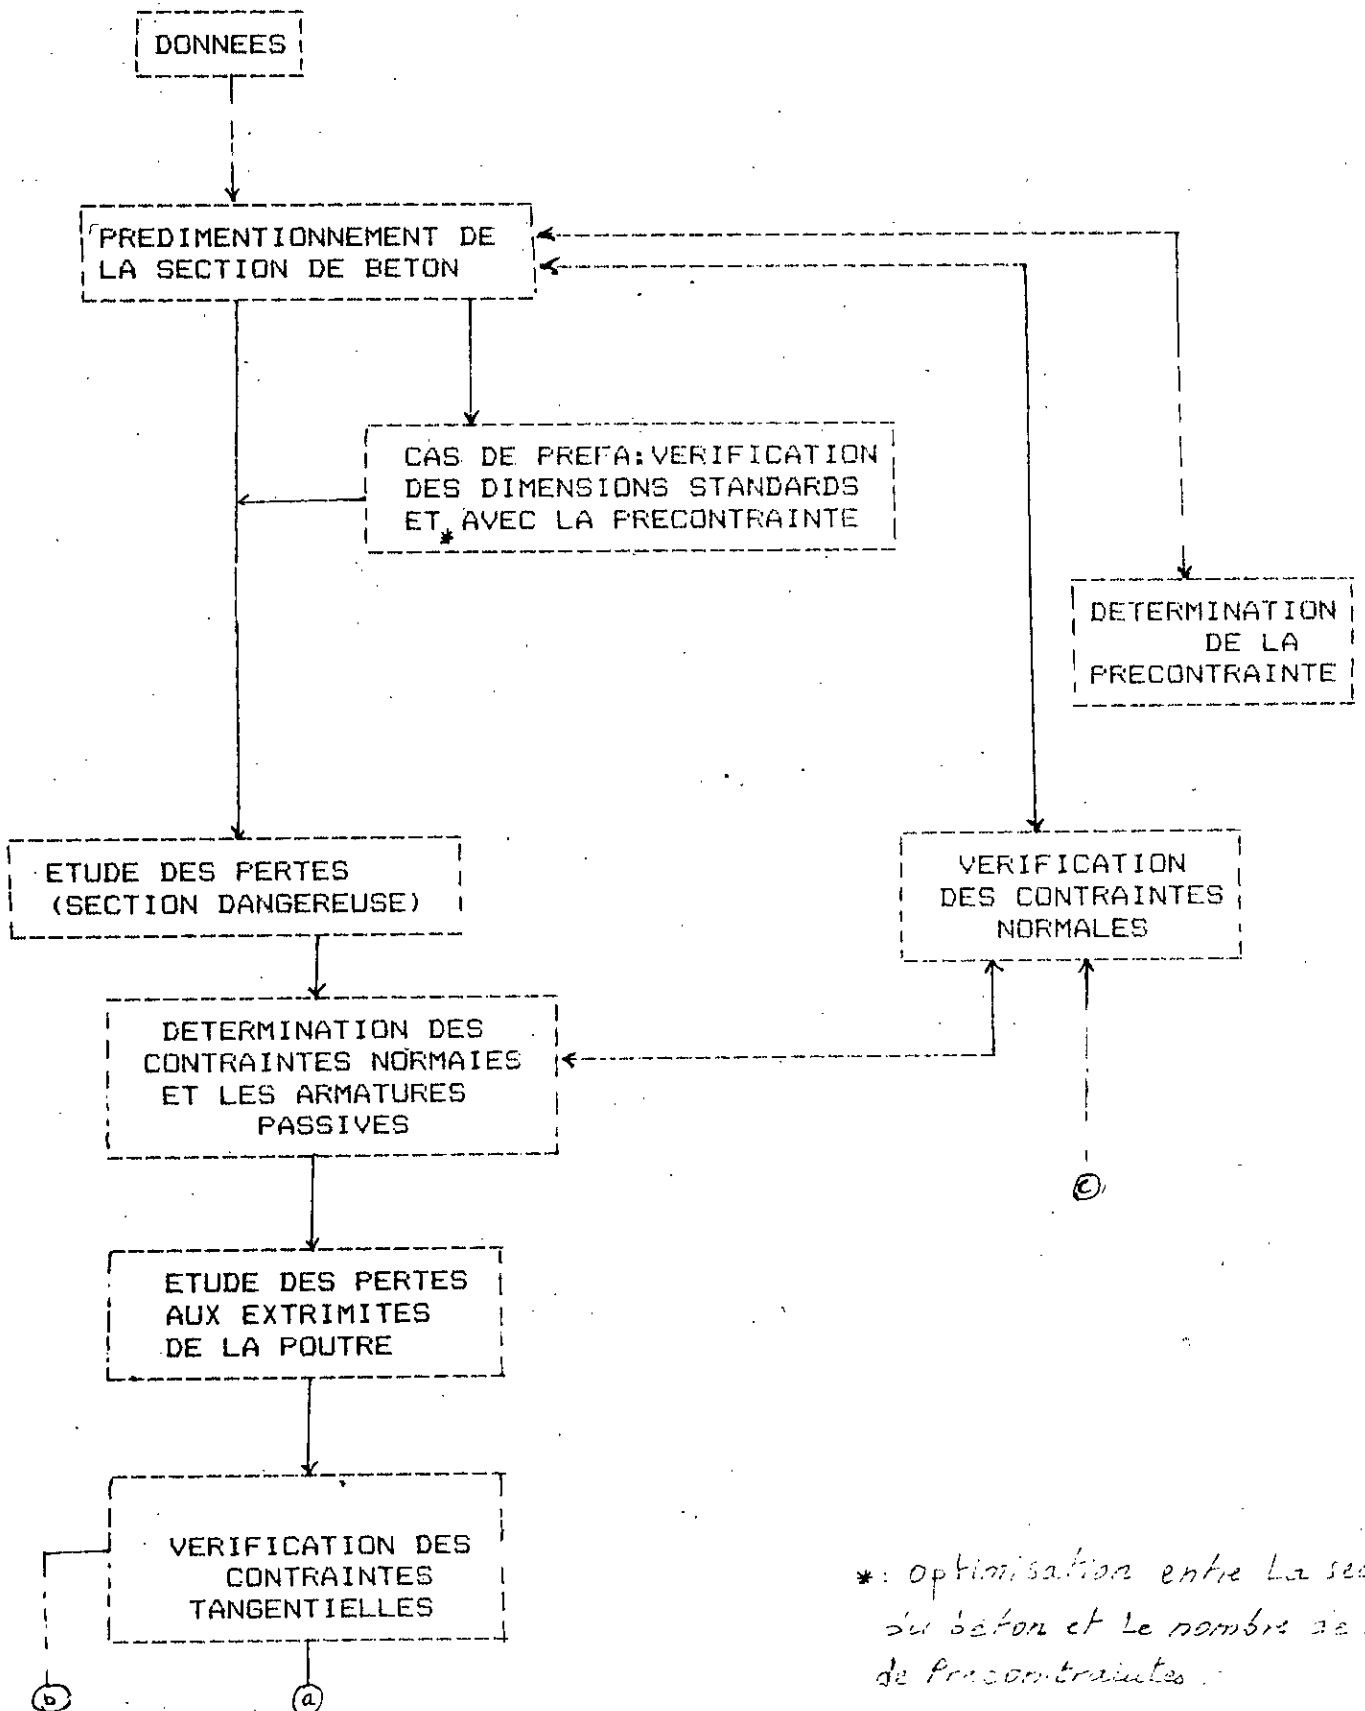 DONNEES
PREDIMENTIONNEMENT DE
LA SECTION DE BETON
CAS DE PREFA:VERIFICATION
DES DIMENSIONS STANDARDS
ET * AVEC LA PRECONTRAINTE
DETERMINATION
DE LA
PRECONTRAINTE
ETUDE DES PERTES
(SECTION DANGEREUSE)
VERIFICATION
DES CONTRAINTES
NORMALES
DETERMINATION DES
CONTRAINTES NORMAIES
ET LES ARMATURES
PASSIVES
c
ETUDE DES PERTES
AUX EXTRIMITES
DE LA POUTRE
VERIFICATION DES
CONTRAINTES
TANGENTIELLES
*: optimisation entre La
du béton et Le nombre de
de Precontraintes.
b
a